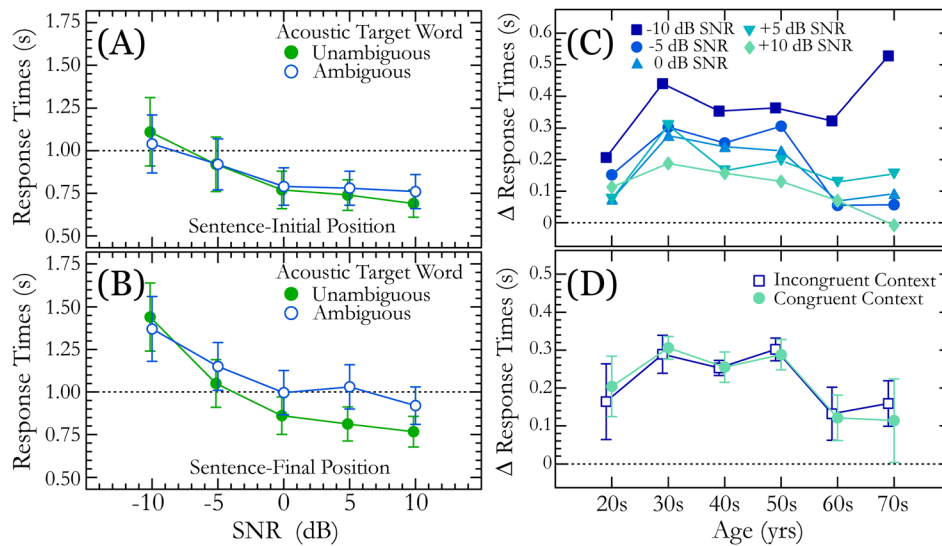 (A)
Acoustic Target Word
Unambiguous
Ambiguous
Sentence-Initial Position
Response Times (s)
1.75
1.50
1.25
1.00
0.75
0.50
(B)
Acoustic Target Word
Unambiguous
Ambiguous
Sentence-Final Position
Response Times (s)
1.75
1.50
1.25
1.00
0.75
0.50
-10 -5 0 5 10
SNR (dB)
(C)
-10 dB SNR
-5 dB SNR
0 dB SNR
+5 dB SNR
+10 dB SNR
Δ Response Times (s)
0.6
0.5
0.4
0.3
0.2
0.1
0
(D)
Incongruent Context
Congruent Context
Δ Response Times (s)
0.5
0.4
0.3
0.2
0.1
0
20s 30s 40s 50s 60s 70s
Age (yrs)